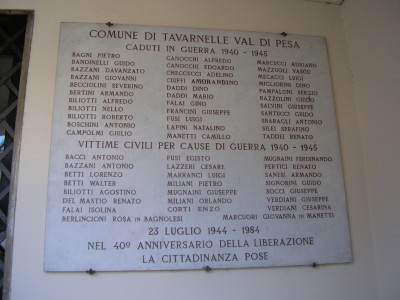 COMUNE DI TAVARNELLE VAL DI PESA
CADUTI IN GUERRA 1940 - 1945
BAGNI PIETRO CANOCCHI ALFREDO MARCUCCI ADRIANO
BANDINELLI GUIDO CANOCCHI EDOARDO MAZZUOLI VASCO
BAZZANI DAVANZATO CHECCUCCI ADELINO MECACCI LUIGI
BAZZANI GIOVANNI CIUFFI AMORANDINO MIGLIORINI DINO
BECCIOLINI SEVERINO DADDI DINO PAMPALONI SERGIO
BERTINI ARMANDO DADDI MARIO RAZZOLINI GUIDO
BILIOTTI ALFREDO FALAI GINO SALVINI GIUSEPPE
BILIOTTI NELLO FRANCINI GIUSEPPE SANTUCCI GUIDO
BILIOTTI ROBERTO FUSI LUIGI SBARAGLI ANTONIO
BOSCHINI ANTONIO LAPINI NATALINO SILEI SERAFINO
CAMPOLMI GIULIO MANETTI CAMILLO TADDEI RENATO
VITTIME CIVILI PER CAUSE DI GUERRA 1940 - 1945
BACCI ANTONIO FUSI EGISTO MUGNAINI FERDINANDO
BAZZANI ANTONIO LAZZERI CESARE PERTICI RENATO
BETTI LORENZO MARRANCI LUIGI SANESI ARMANDO
BETTI WALTER MILIANI PIETRO SIGNORINI GUIDO
BILIOTTI AGOSTINO MUGNAINI GIUSEPPE SOCCI BRUNO
DEL MASTIO RENATO MILIANI ORLANDO VERDIANI GIUSEPPE
FALAI ISOLINA CORTI ENZO VERDIANI CESARINA
BERLINCIONI ROSA IN BAGNOLESI MARCUORI GIOVANNA IN MANETTI
23 LUGLIO 1944 - 1984
NEL 40º ANNIVERSARIO DELLA LIBERAZIONE
LA CITTADINANZA POSE